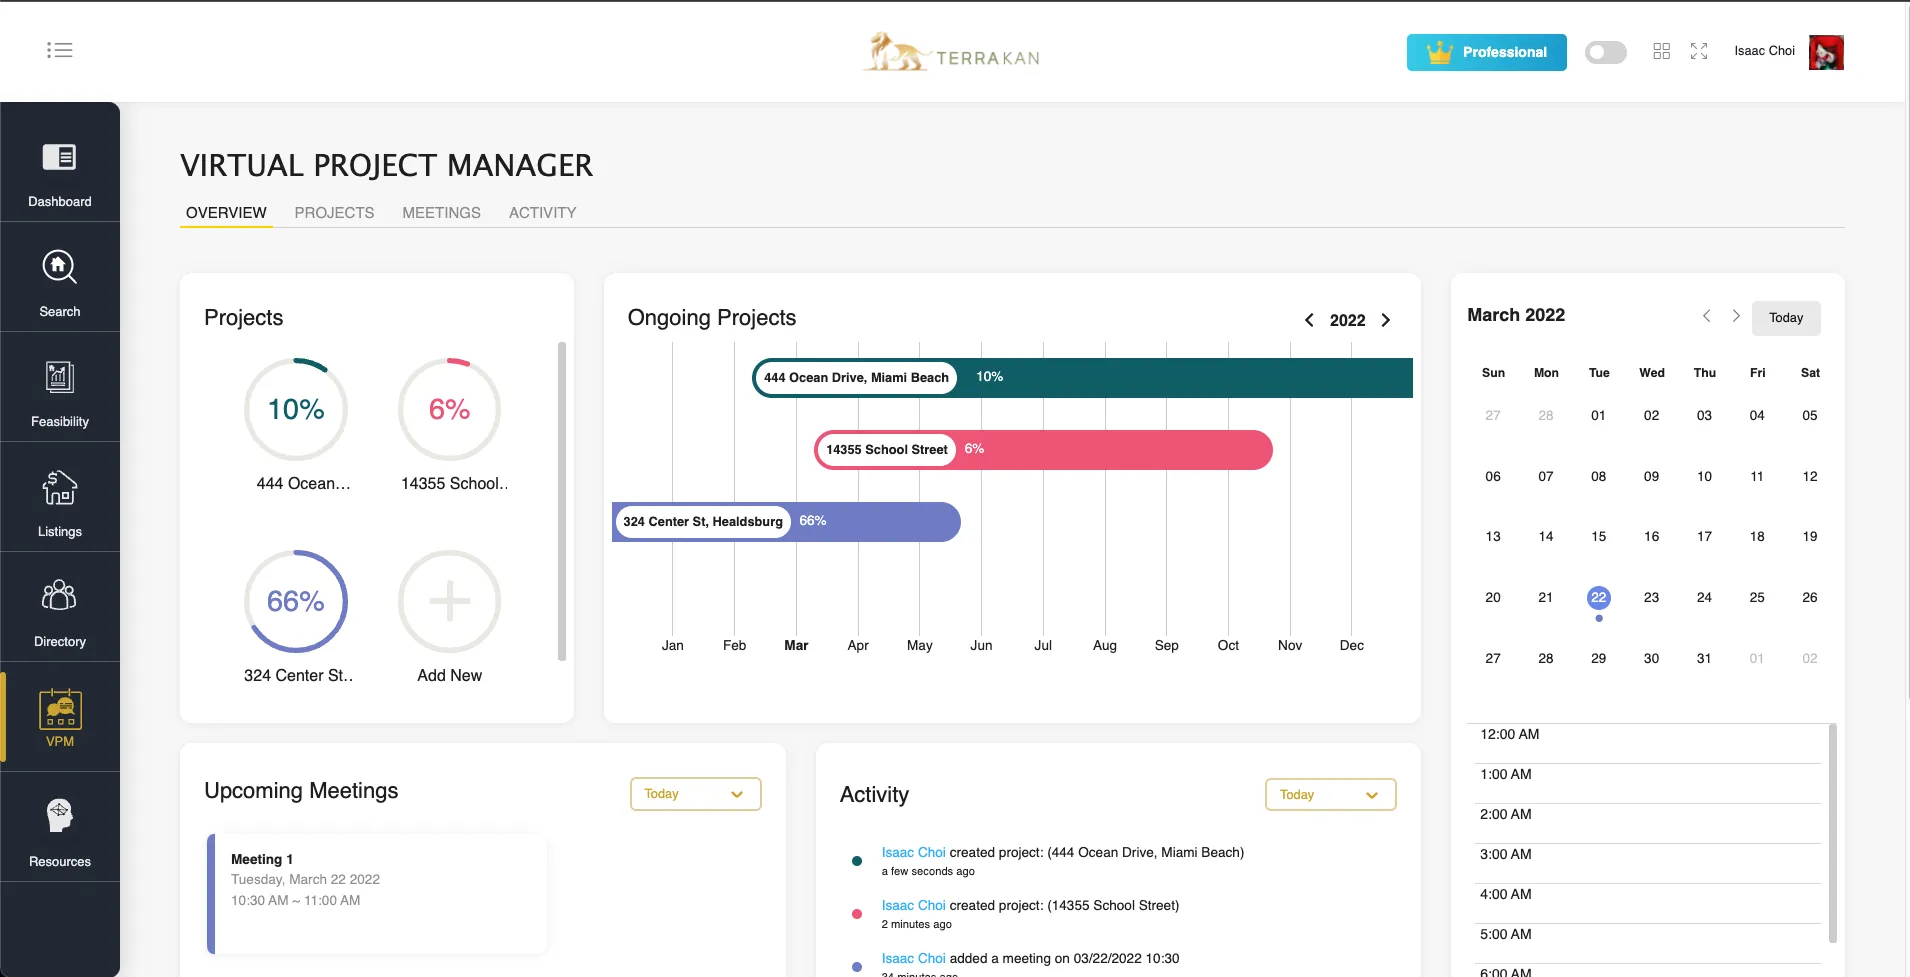 TERRAKAN
Professional
Isaac Choi
Dashboard
Search
Feasibility
Listings
Directory
VPM
Resources
VIRTUAL PROJECT MANAGER
OVERVIEW PROJECTS MEETINGS ACTIVITY
Projects
10% 6%
444 Ocean... 14355 School..
66%
324 Center St.. Add New
Ongoing Projects
2022
444 Ocean Drive, Miami Beach 10%
14355 School Street 6%
324 Center St, Healdsburg 66%
Jan Feb Mar Apr May Jun Jul Aug Sep Oct Nov Dec
March 2022
Today
Sun Mon Tue Wed Thu Fri Sat
27 28 01 02 03 04 05
06 07 08 09 10 11 12
13 14 15 16 17 18 19
20 21 22 23 24 25 26
27 28 29 30 31 01 02
12:00 AM
1:00 AM
2:00 AM
3:00 AM
4:00 AM
5:00 AM
6:00 AM
Upcoming Meetings
Today
Meeting 1
Tuesday, March 22 2022
10:30 AM ~ 11:00 AM
Activity
Today
Isaac Choi created project: (444 Ocean Drive, Miami Beach)
a few seconds ago
Isaac Choi created project: (14355 School Street)
2 minutes ago
Isaac Choi added a meeting on 03/22/2022 10:30
34 minutes ago